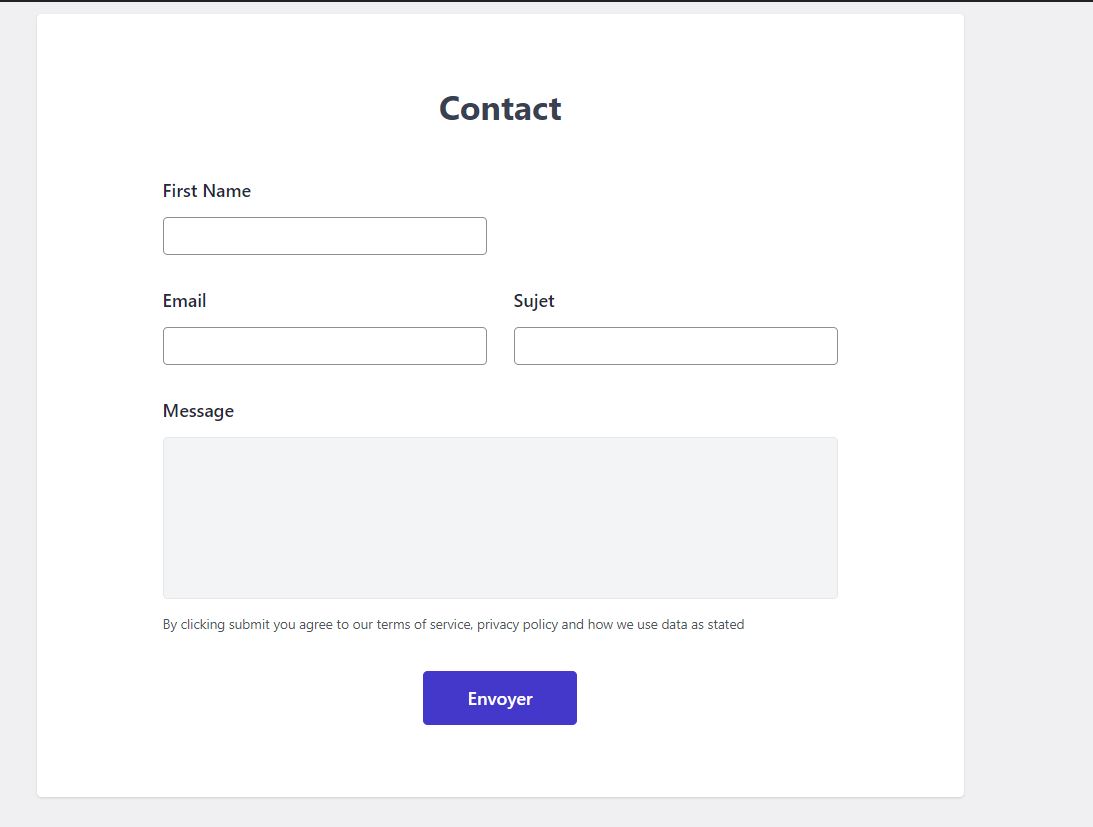 Contact
First Name
Email
Sujet
Message
By clicking submit you agree to our terms of service, privacy policy and how we use data as stated
Envoyer